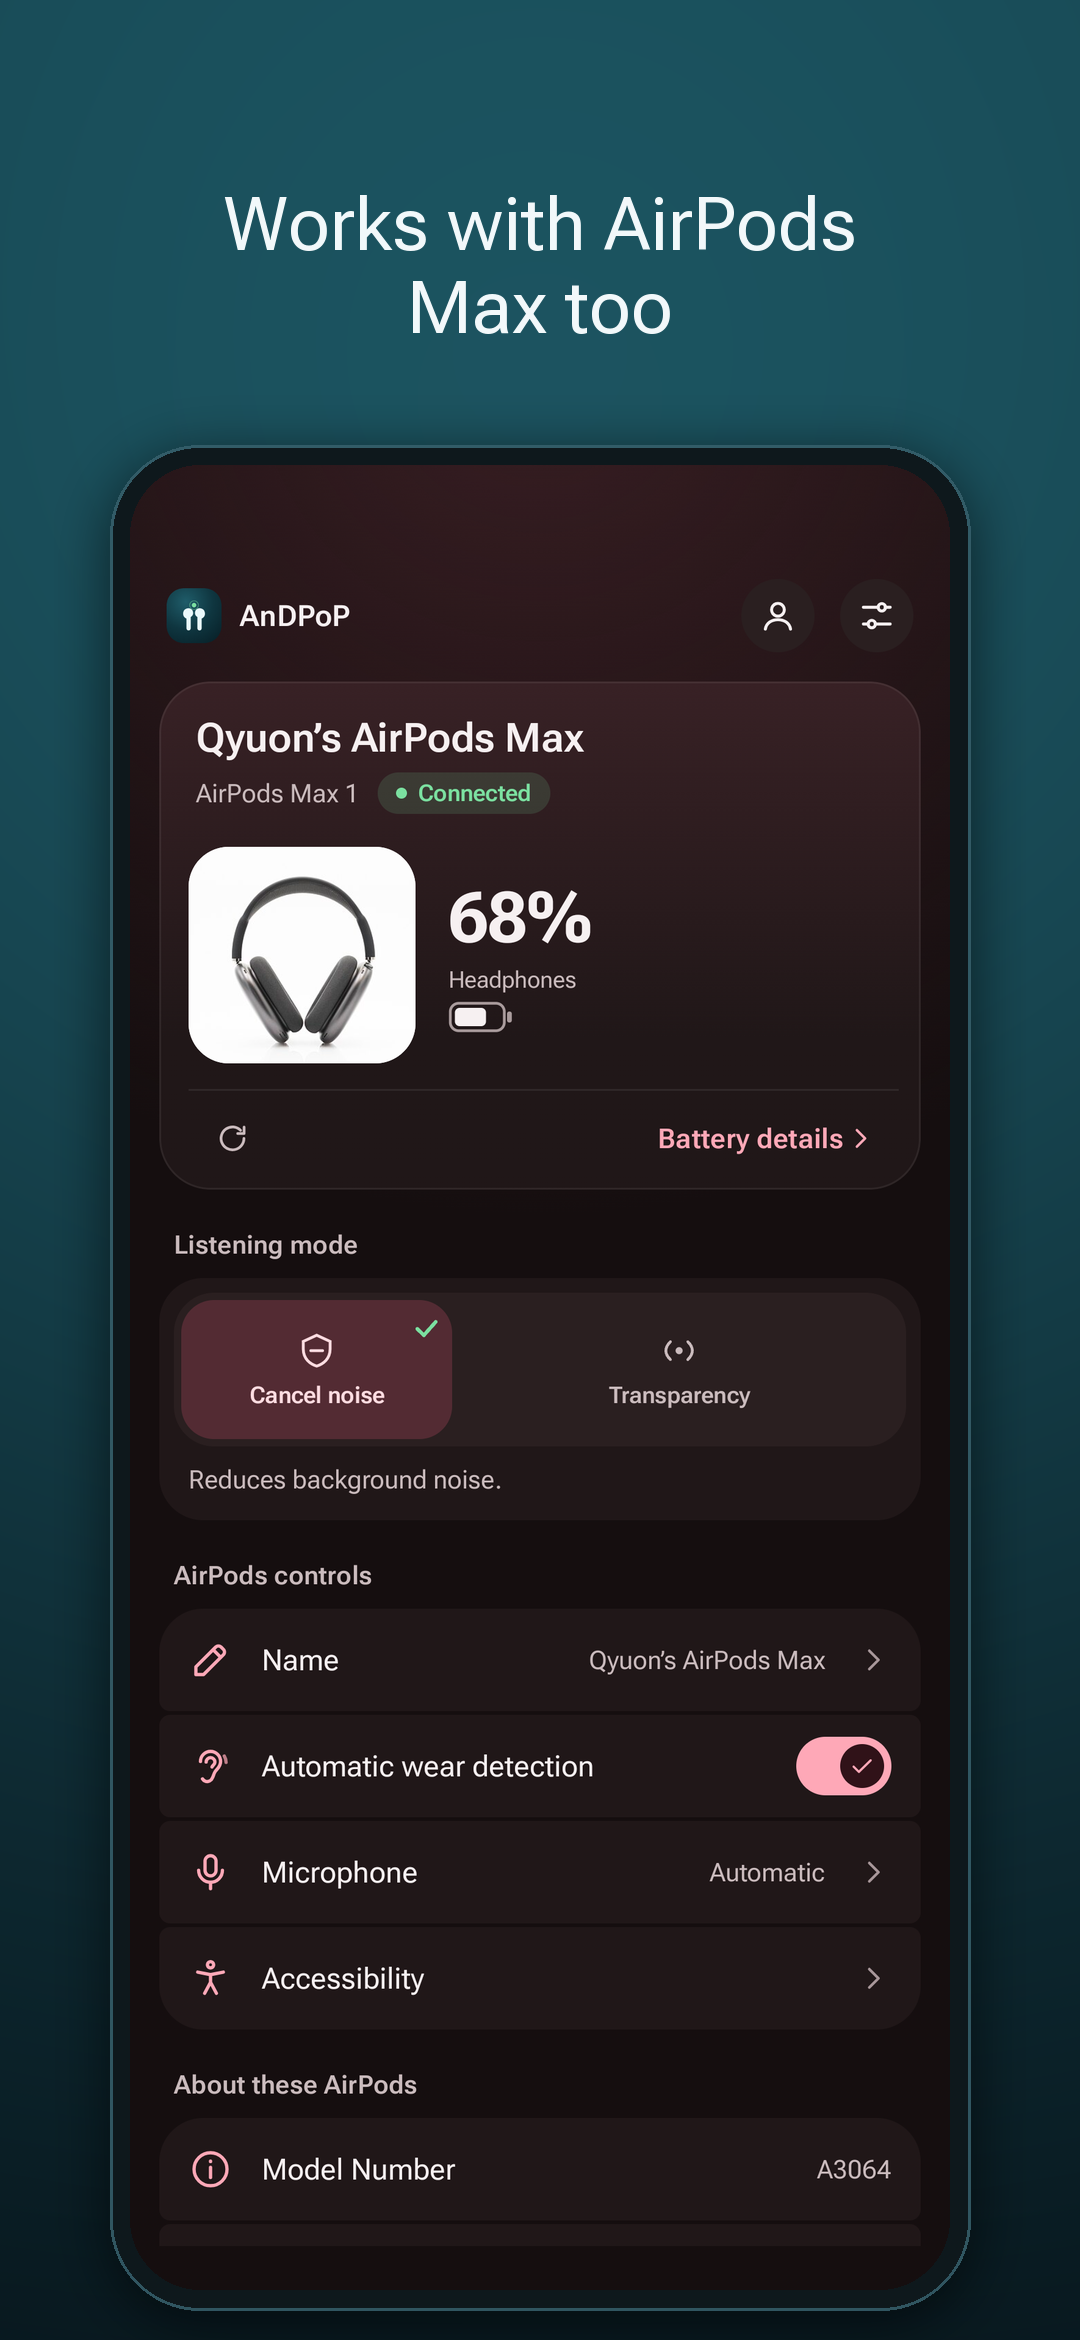 Works with AirPods
Max too
AnDPoP
Qyuon’s AirPods Max
AirPods Max 1
Connected
68%
Headphones
Battery details
Listening mode
Cancel noise
Transparency
Reduces background noise.
AirPods controls
Name
Qyuon’s AirPods Max
Automatic wear detection
Microphone
Automatic
Accessibility
About these AirPods
Model Number
A3064